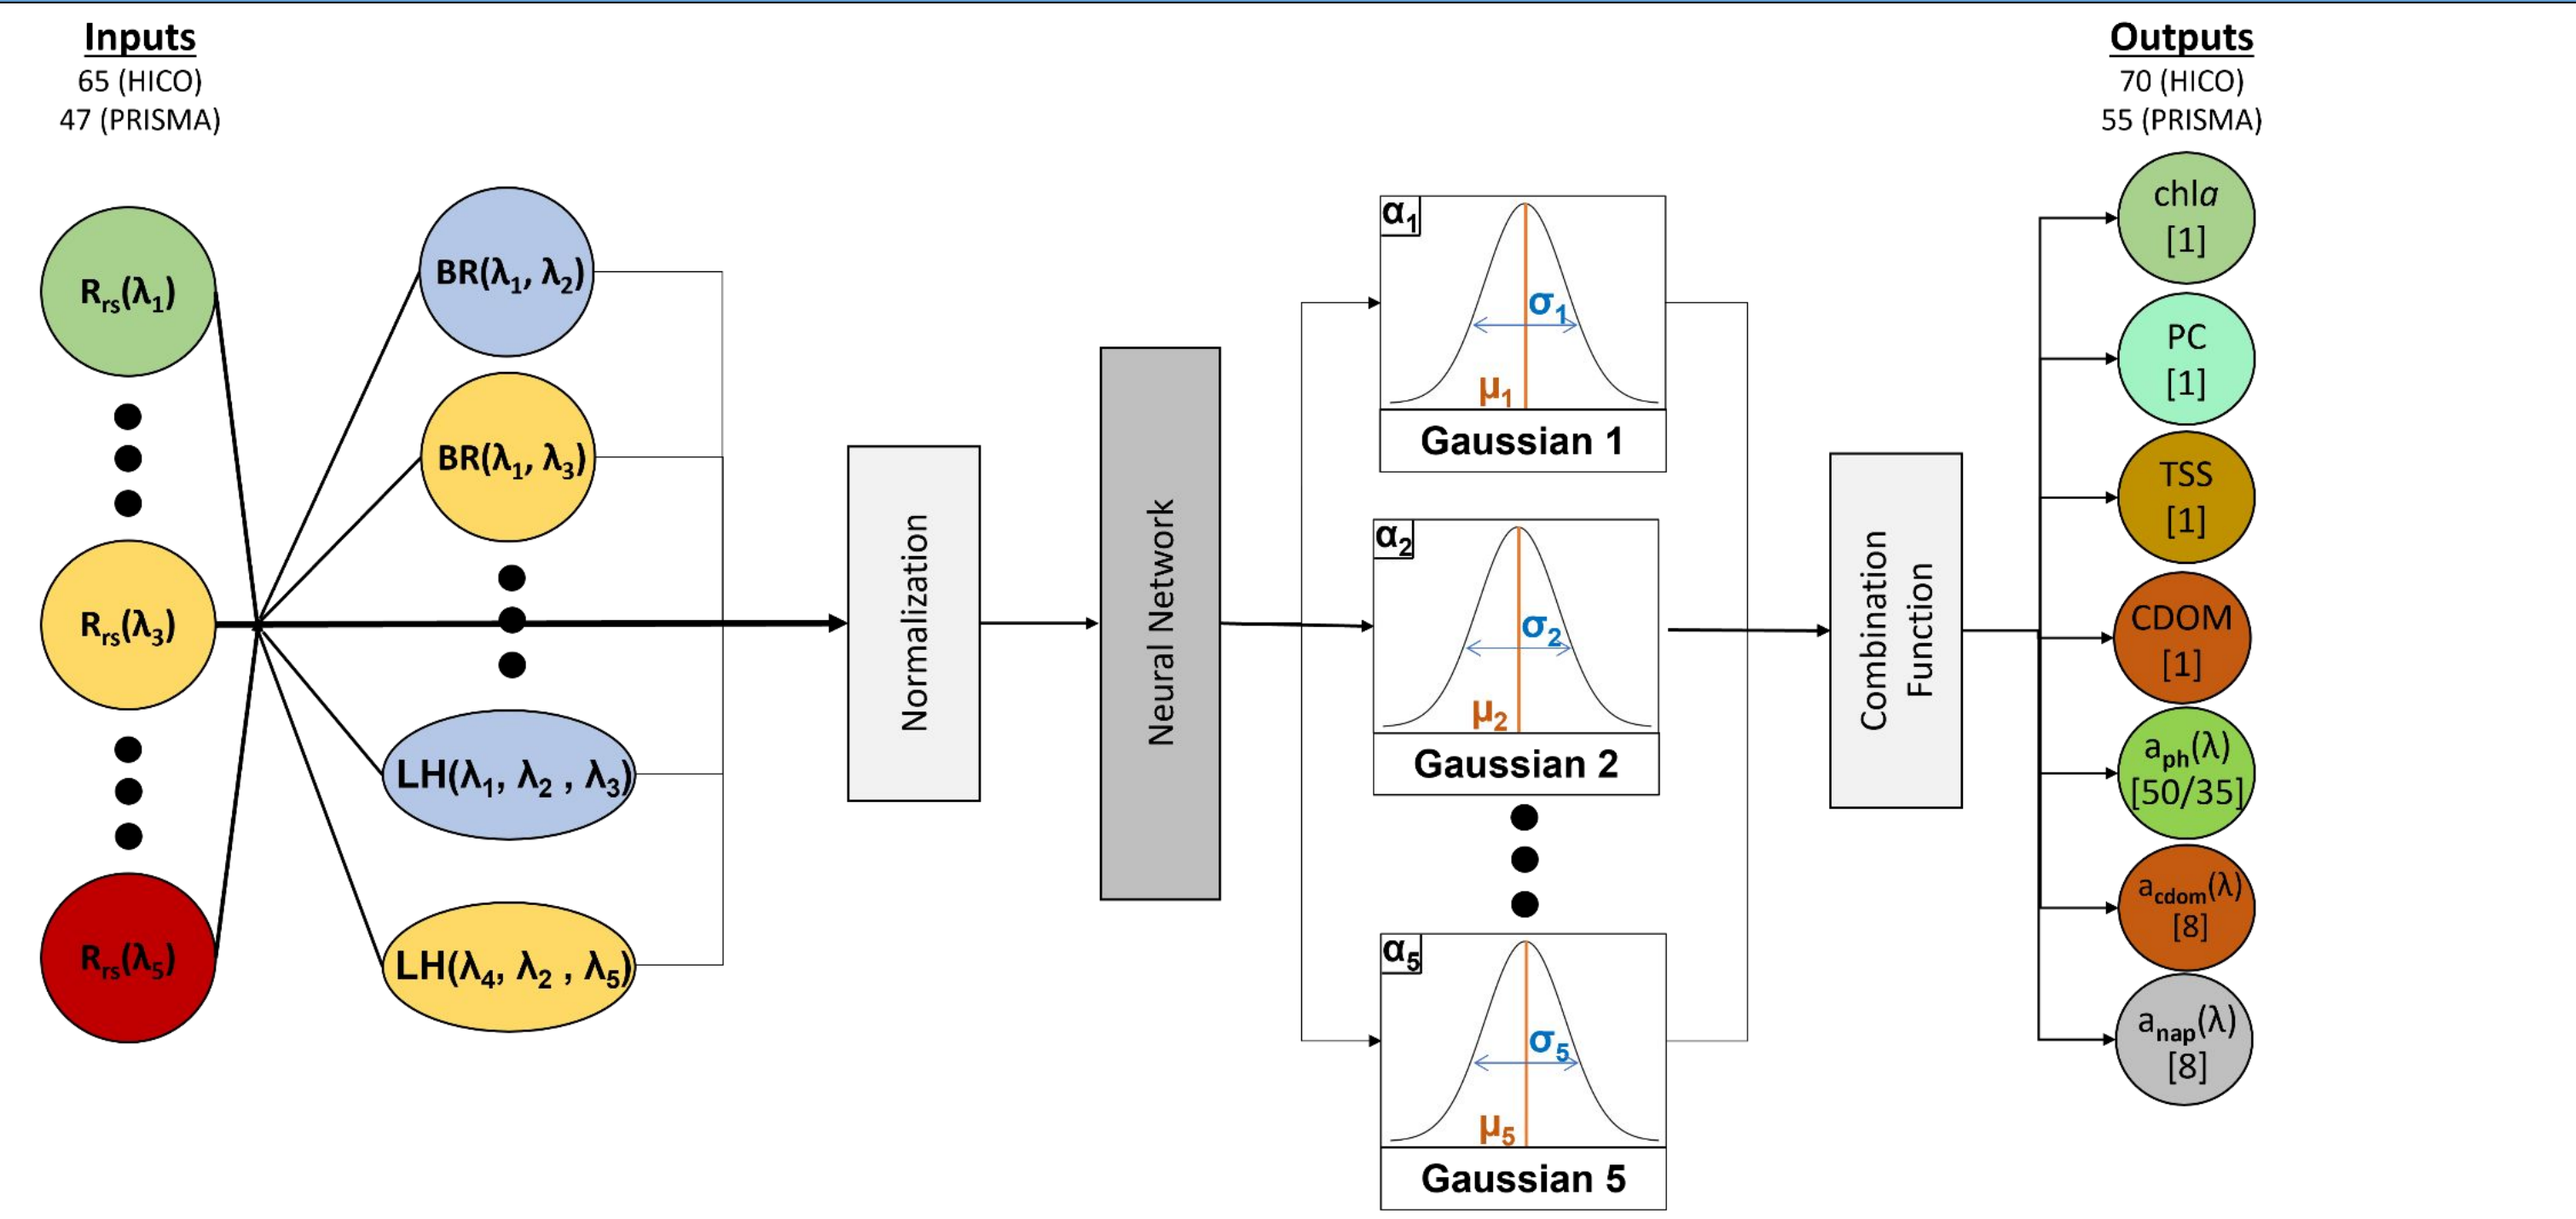 Inputs
65 (HICO)
47 (PRISMA)
Rrs(λ1)
Rrs(λ3)
Rrs(λ5)
BR(λ1, λ2)
BR(λ1, λ3)
LH(λ1, λ2 , λ3)
LH(λ4, λ2 , λ5)
Normalization
Neural Network
α1
σ1
μ1
Gaussian 1
α2
σ2
μ2
Gaussian 2
α5
σ5
μ5
Gaussian 5
Combination
Function
Outputs
70 (HICO)
55 (PRISMA)
chla
[1]
PC
[1]
TSS
[1]
CDOM
[1]
aph(λ)
[50/35]
acdom(λ)
[8]
anap(λ)
[8]